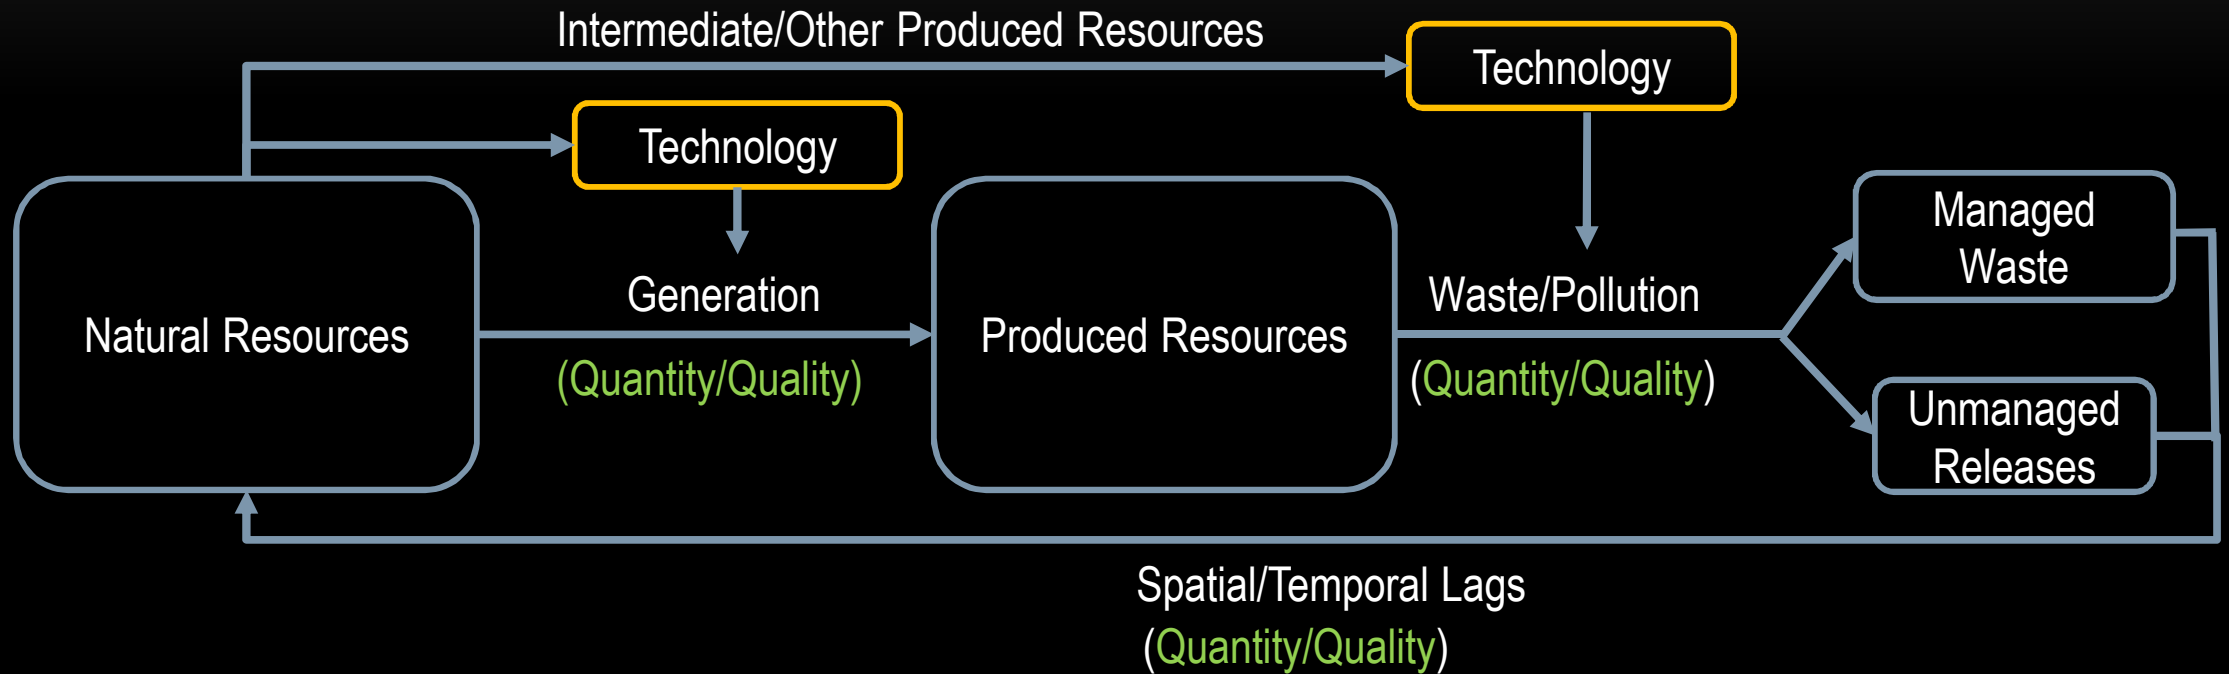 Intermediate/Other Produced Resources
Technology
Technology
Natural Resources
Generation
(Quantity/Quality)
Produced Resources
Waste/Pollution
(Quantity/Quality)
Managed
Waste
Unmanaged
Releases
Spatial/Temporal Lags
(Quantity/Quality)